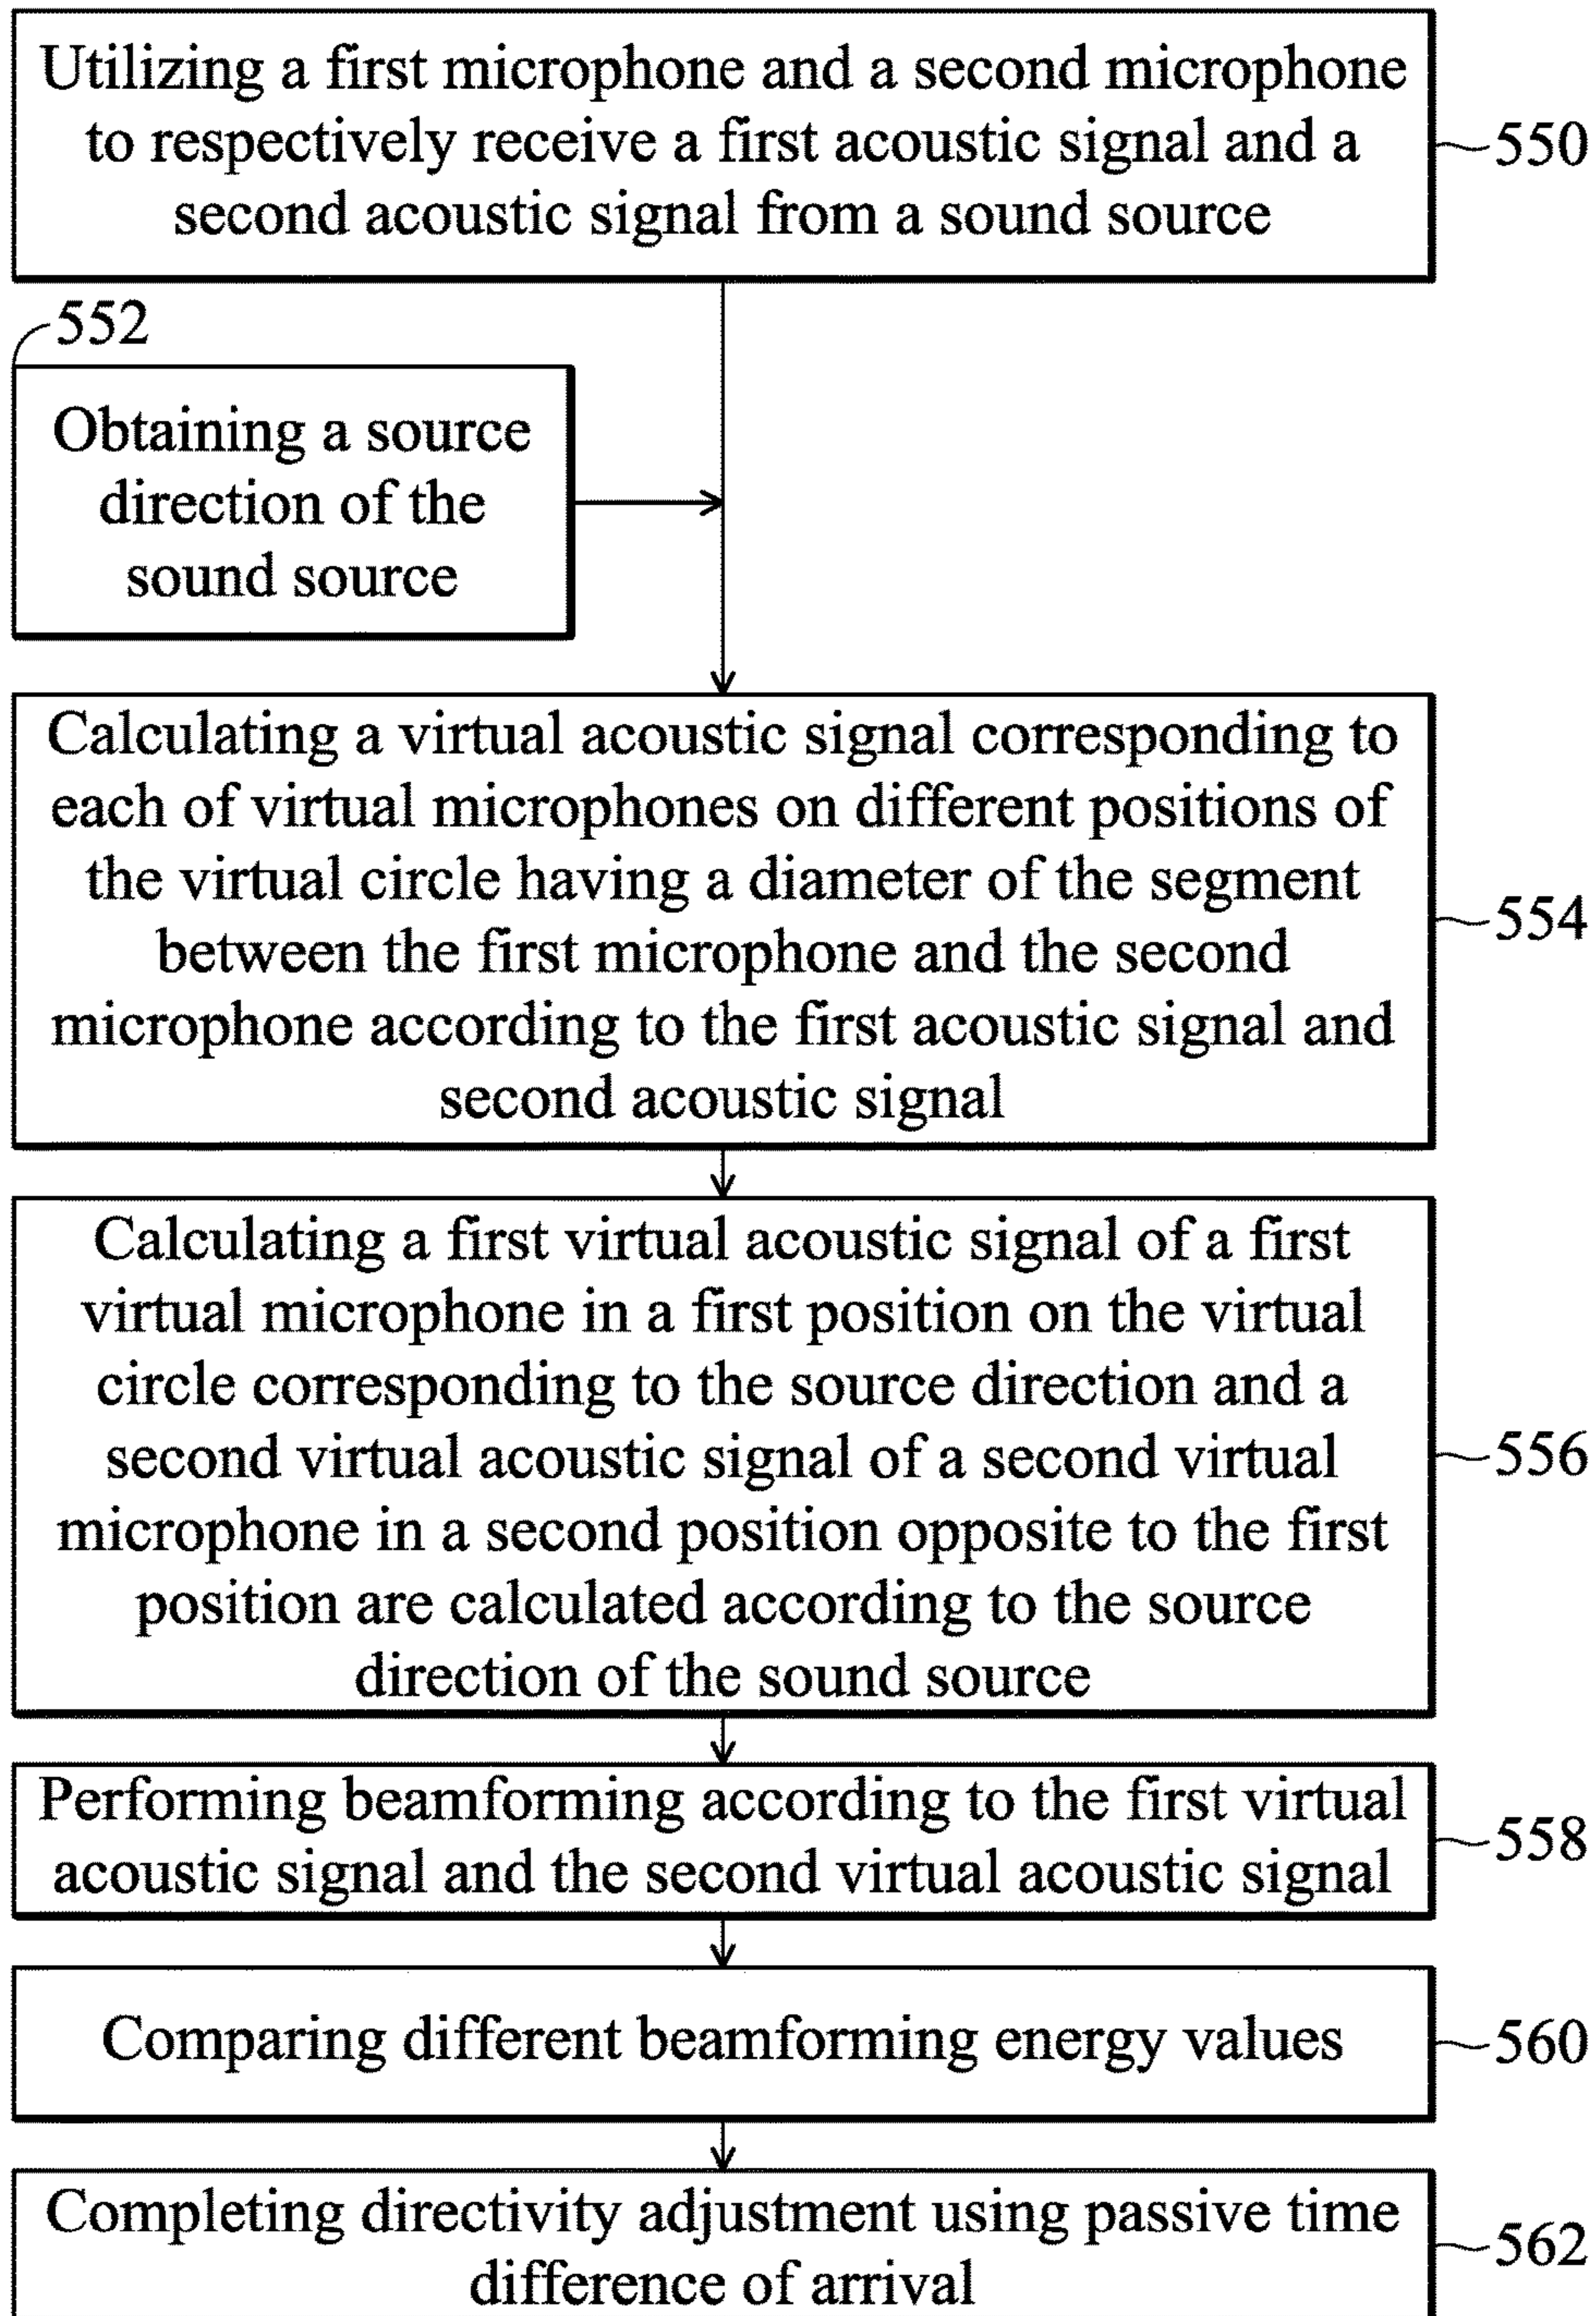 Utilizing a first microphone and a second microphone
to respectively receive a first acoustic signal and a
second acoustic signal from a sound source
550
552
Obtaining a source
direction of the
sound source
Calculating a virtual acoustic signal corresponding to
each of virtual microphones on different positions of
the virtual circle having a diameter of the segment
between the first microphone and the second
microphone according to the first acoustic signal and
second acoustic signal
554
Calculating a first virtual acoustic signal of a first
virtual microphone in a first position on the virtual
circle corresponding to the source direction and a
second virtual acoustic signal of a second virtual
microphone in a second position opposite to the first
position are calculated according to the source
direction of the sound source
556
Performing beamforming according to the first virtual
acoustic signal and the second virtual acoustic signal
558
Comparing different beamforming energy values
560
Completing directivity adjustment using passive time
difference of arrival
562